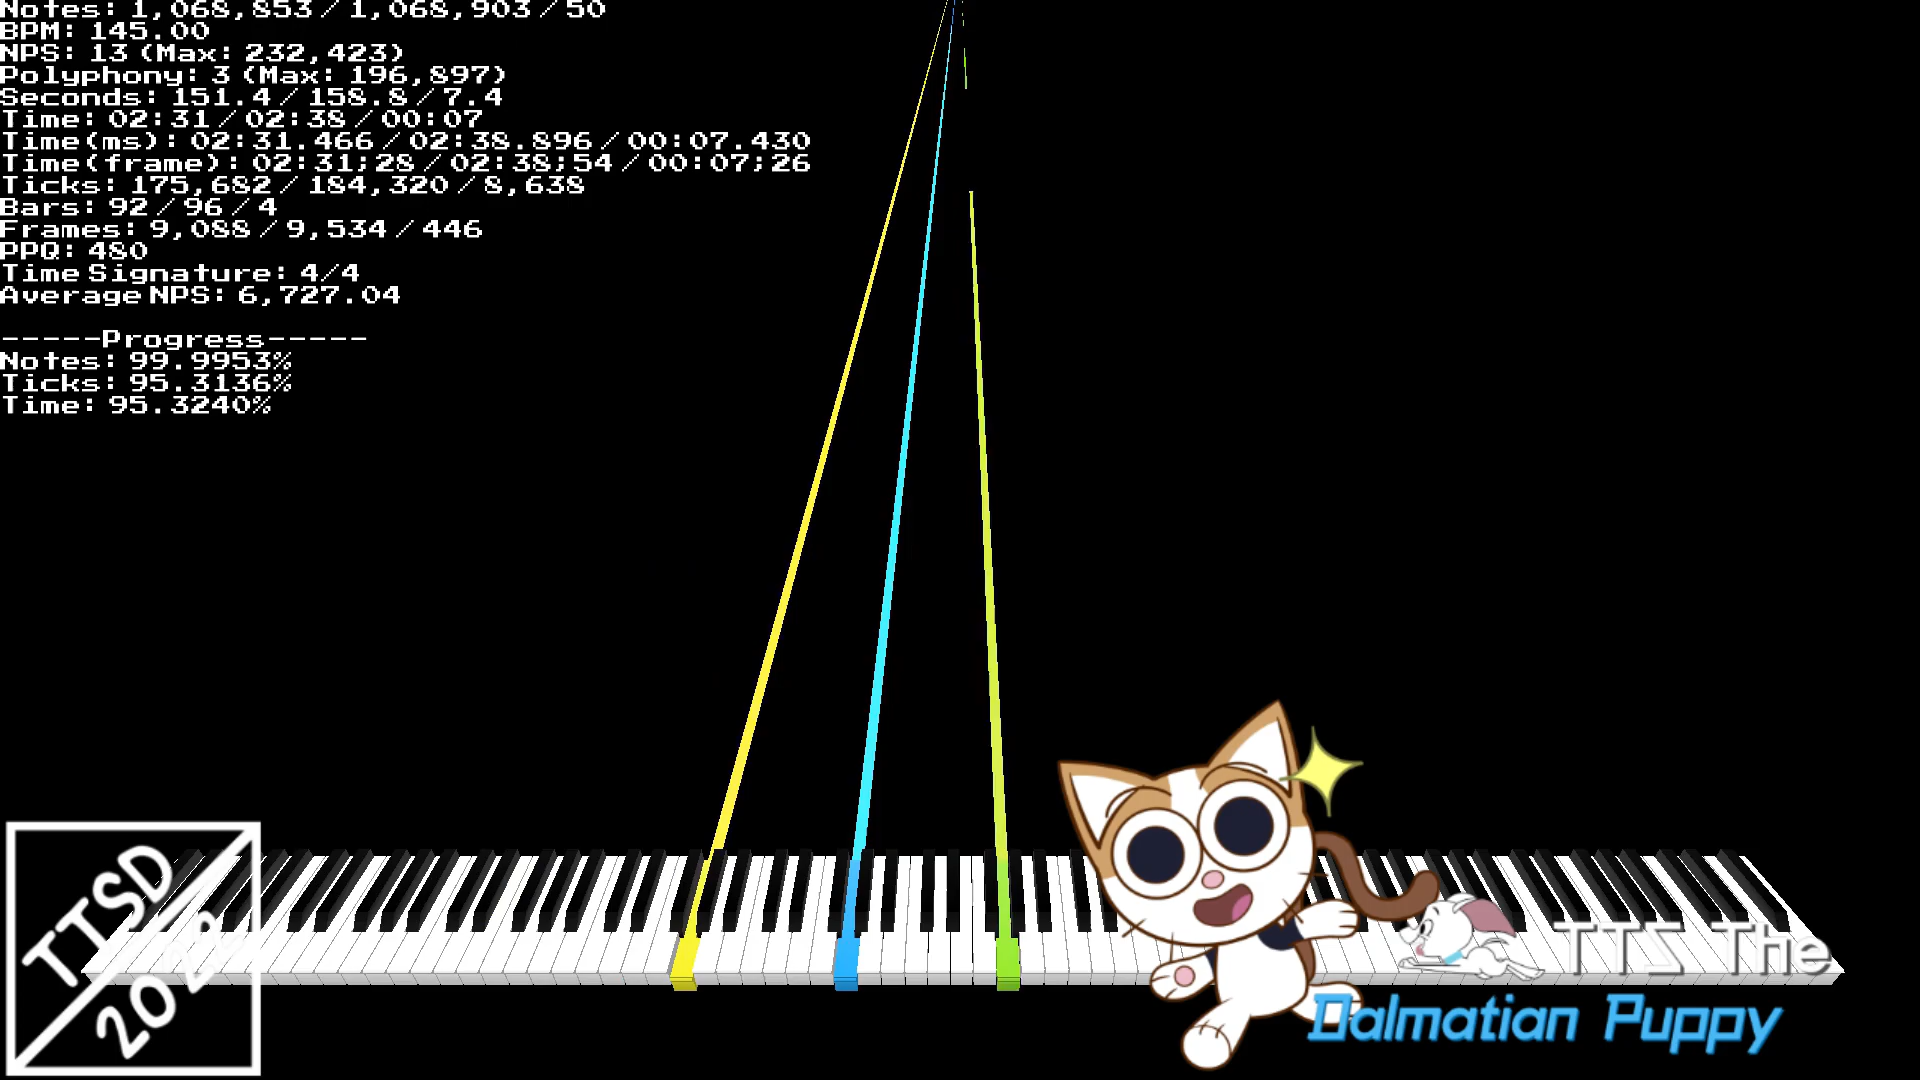 Notes: 1,068,853 / 1,068,903 / 50
BPM: 145.00
NPS: 13 (Max: 232,423)
Polyphony: 3 (Max: 196,897)
Seconds: 151.4 / 158.8 / 7.4
Time: 02:31 / 02:38 / 00:07
Time(ms): 02:31.466 / 02:38.896 / 00:07.430
Time(frame): 02:31;28 / 02:38;54 / 00:07;26
Ticks: 175,682 / 184,320 / 8,638
Bars: 92 / 96 / 4
Frames: 9,088 / 9,534 / 446
PPQ: 480
Time Signature: 4/4
Average NPS: 6,727.04
-----Progress-----
Notes: 99.9953%
Ticks: 95.3136%
Time: 95.3240%
TTSD
TTS The
Dalmatian Puppy